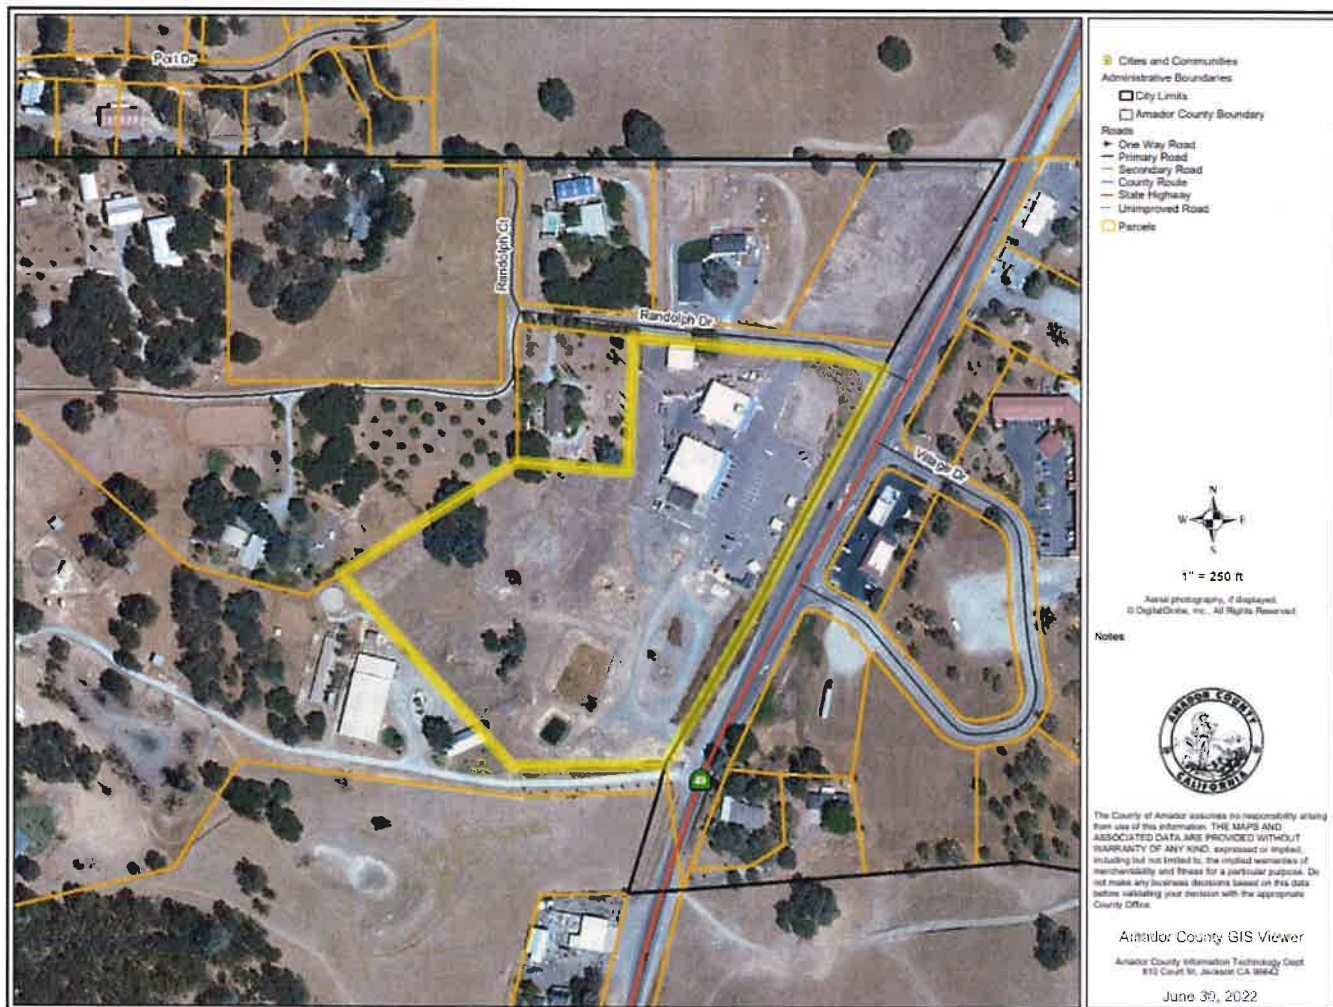 Port Dr
Randolph Ct
Randolph Dr
Village Dr
49
Cities and Communities
Administrative Boundaries
City Limits
Amador County Boundary
Roads
One Way Road
Primary Road
Secondary Road
County Route
State Highway
Unimproved Road
Parcels
N
W E
S
1" = 250 ft
Aerial photography, if displayed,
© DigitalGlobe, Inc., All Rights Reserved
Notes
AMADOR COUNTY
CALIFORNIA
The County of Amador assumes no responsibility arising
from use of this information. THE MAPS AND
ASSOCIATED DATA ARE PROVIDED WITHOUT
WARRANTY OF ANY KIND, expressed or implied,
including but not limited to, the implied warranties of
merchantability and fitness for a particular purpose. Do
not make any business decisions based on this data
before validating your decision with the appropriate
County Office.
Amador County GIS Viewer
Amador County Information Technology Dept
810 Court St, Jackson CA 95642
June 30, 2022